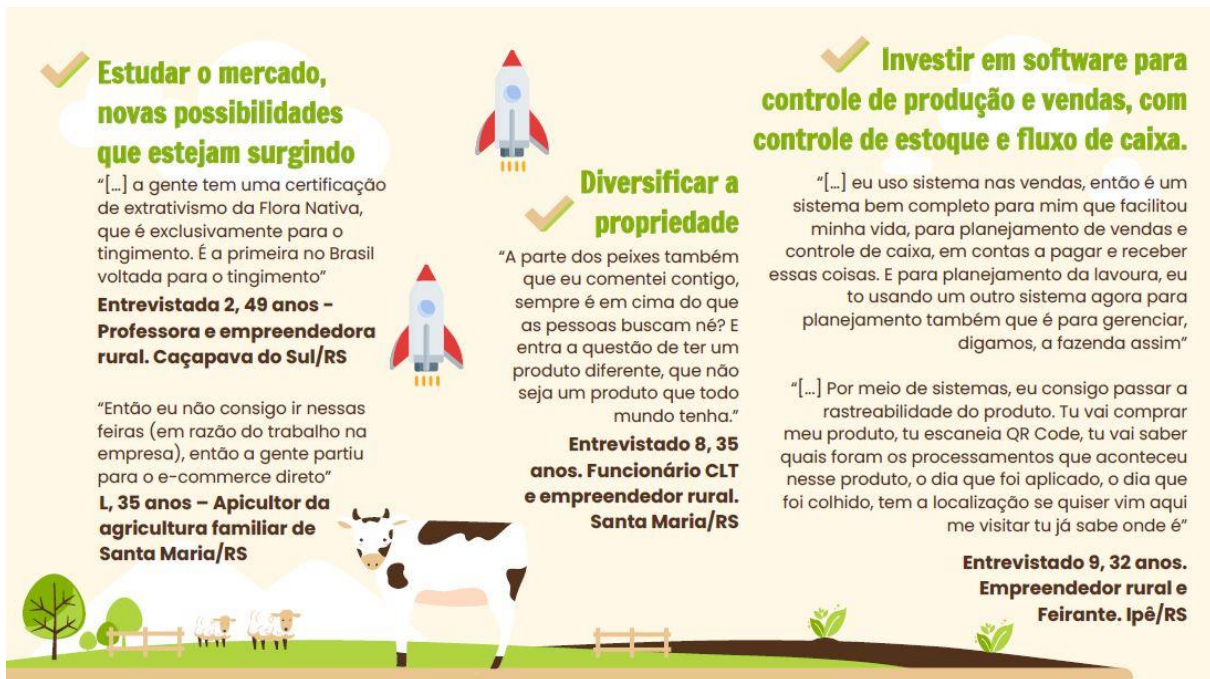 Estudar o mercado,
novas possibilidades
que estejam surgindo
“[...] a gente tem uma certificação
de extrativismo da Flora Nativa,
que é exclusivamente para o
tingimento. É a primeira no Brasil
voltada para o tingimento”
Entrevistada 2, 49 anos -
Professora e empreendedora
rural. Caçapava do Sul/RS
“Então eu não consigo ir nessas
feiras (em razão do trabalho na
empresa), então a gente partiu
para o e-commerce direto”
L, 35 anos – Apicultor da
agricultura familiar de
Santa Maria/RS
Diversificar a
propriedade
“A parte dos peixes também
que eu comentei contigo,
sempre é em cima do que
as pessoas buscam né? E
entra a questão de ter um
produto diferente, que não
seja um produto que todo
mundo tenha.”
Entrevistado 8, 35
anos. Funcionário CLT
e empreendedor rural.
Santa Maria/RS
Investir em software para
controle de produção e vendas, com
controle de estoque e fluxo de caixa.
“[...] eu uso sistema nas vendas, então é um
sistema bem completo para mim que facilitou
minha vida, para planejamento de vendas e
controle de caixa, em contas a pagar e receber
essas coisas. E para planejamento da lavoura, eu
to usando um outro sistema agora para
planejamento também que é para gerenciar,
digamos, a fazenda assim”
“[...] Por meio de sistemas, eu consigo passar a
rastreabilidade do produto. Tu vai comprar
meu produto, tu escaneia QR Code, tu vai saber
quais foram os processamentos que aconteceu
nesse produto, o dia que foi aplicado, o dia que
foi colhido, tem a localização se quiser vim aqui
me visitar tu já sabe onde é”
Entrevistado 9, 32 anos.
Empreendedor rural e
Feirante. Ipê/RS